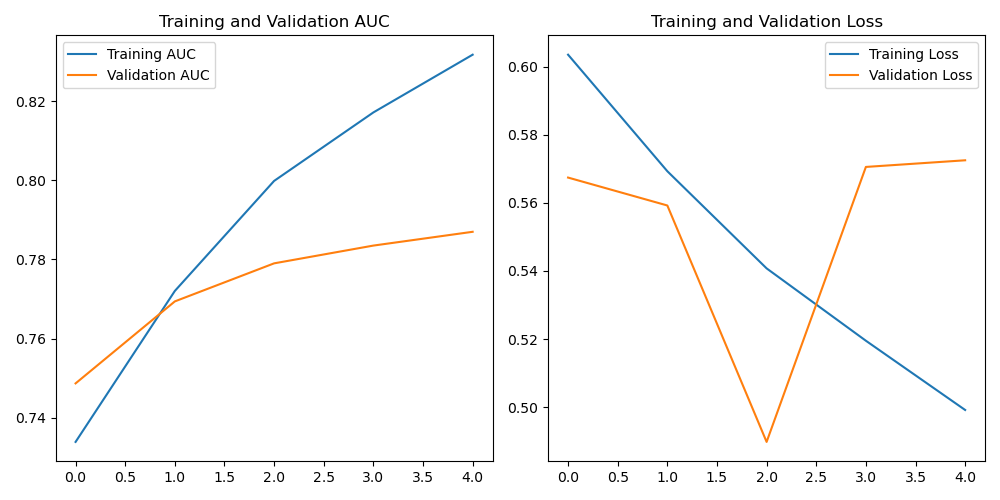 Training and Validation AUC
Training AUC
Validation AUC
0.82
0.80
0.78
0.76
0.74
0.0 0.5 1.0 1.5 2.0 2.5 3.0 3.5 4.0
Training and Validation Loss
Training Loss
Validation Loss
0.60
0.58
0.56
0.54
0.52
0.50
0.0 0.5 1.0 1.5 2.0 2.5 3.0 3.5 4.0